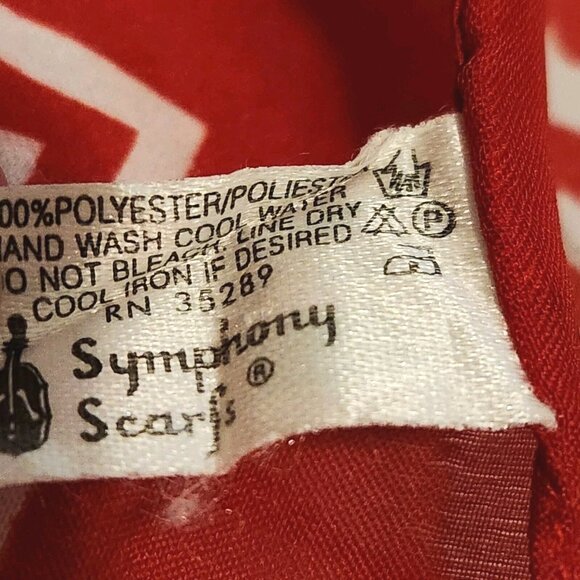 00%POLYESTER/POLIEST
HAND WASH COOL WATER
DO NOT BLEACH, LINE DRY
COOL IRON IF DESIRED
RN 35289
P
Symphony
Scarfs ®